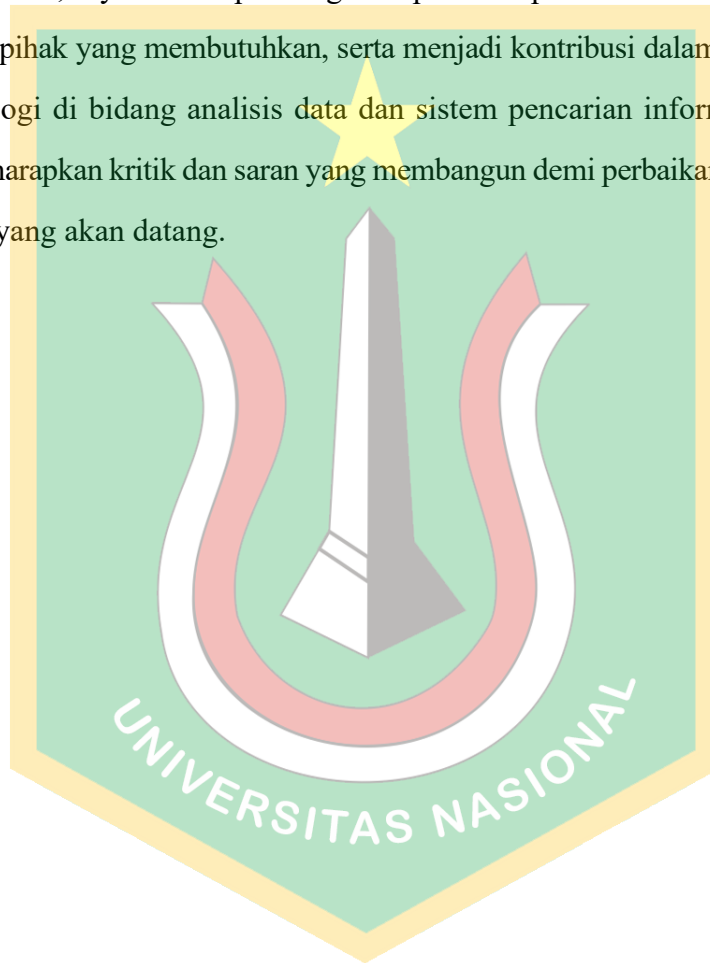 pihak yang membutuhkan, serta menjadi kontribusi dalam
ogi di bidang analisis data dan sistem pencarian infor
arapkan kritik dan saran yang membangun demi perbaikan
yang akan datang.
UNIVERSITAS NASIONAL